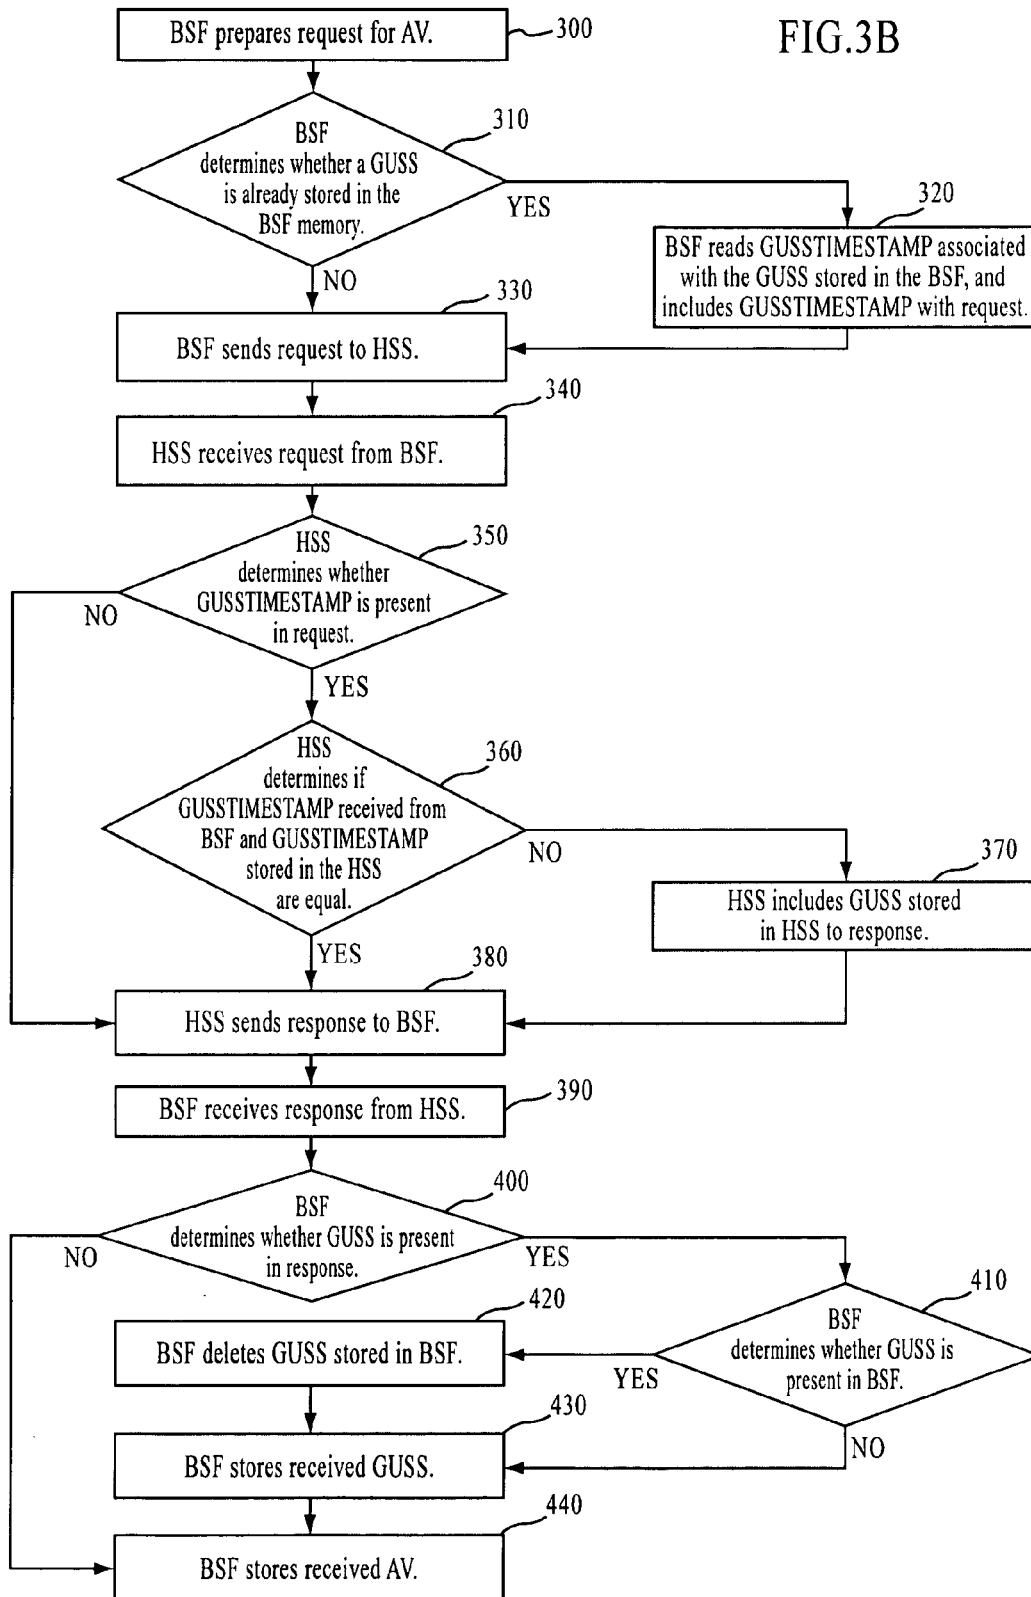 FIG.3B
BSF prepares request for AV.
300
BSF
determines whether a GUSS
is already stored in the
BSF memory.
310
YES
NO
320
BSF reads GUSSTIMESTAMP associated
with the GUSS stored in the BSF, and
includes GUSSTIMESTAMP with request.
330
BSF sends request to HSS.
340
HSS receives request from BSF.
350
HSS
determines whether
GUSSTIMESTAMP is present
in request.
NO
YES
360
HSS
determines if
GUSSTIMESTAMP received from
BSF and GUSSTIMESTAMP
stored in the HSS
are equal.
NO
YES
370
HSS includes GUSS stored
in HSS to response.
380
HSS sends response to BSF.
390
BSF receives response from HSS.
400
BSF
determines whether GUSS is present
in response.
NO
YES
410
BSF
determines whether GUSS is
present in BSF.
YES
NO
420
BSF deletes GUSS stored in BSF.
430
BSF stores received GUSS.
440
BSF stores received AV.